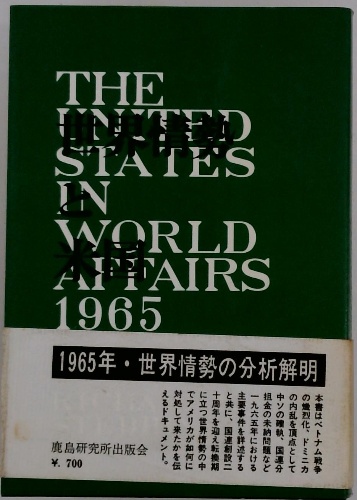 THE
UNITED
STATES
IN
WORLD
AFFAIRS
1965
世界情勢
と
米国
1965年・世界情勢の分析解明
本書はベトナム戦争
の熾烈化、ドミニカ
の内乱を頂点として
中ソの確執、国連分
担金の未納問題など
一九六五年における
主要事件を詳述する
と共に、国連創設二
十周年を迎え転換期
に立つ世界情勢の中
でアメリカが如何に
対処して来たかを伝
えるドキュメント。
鹿島研究所出版会
¥. 700